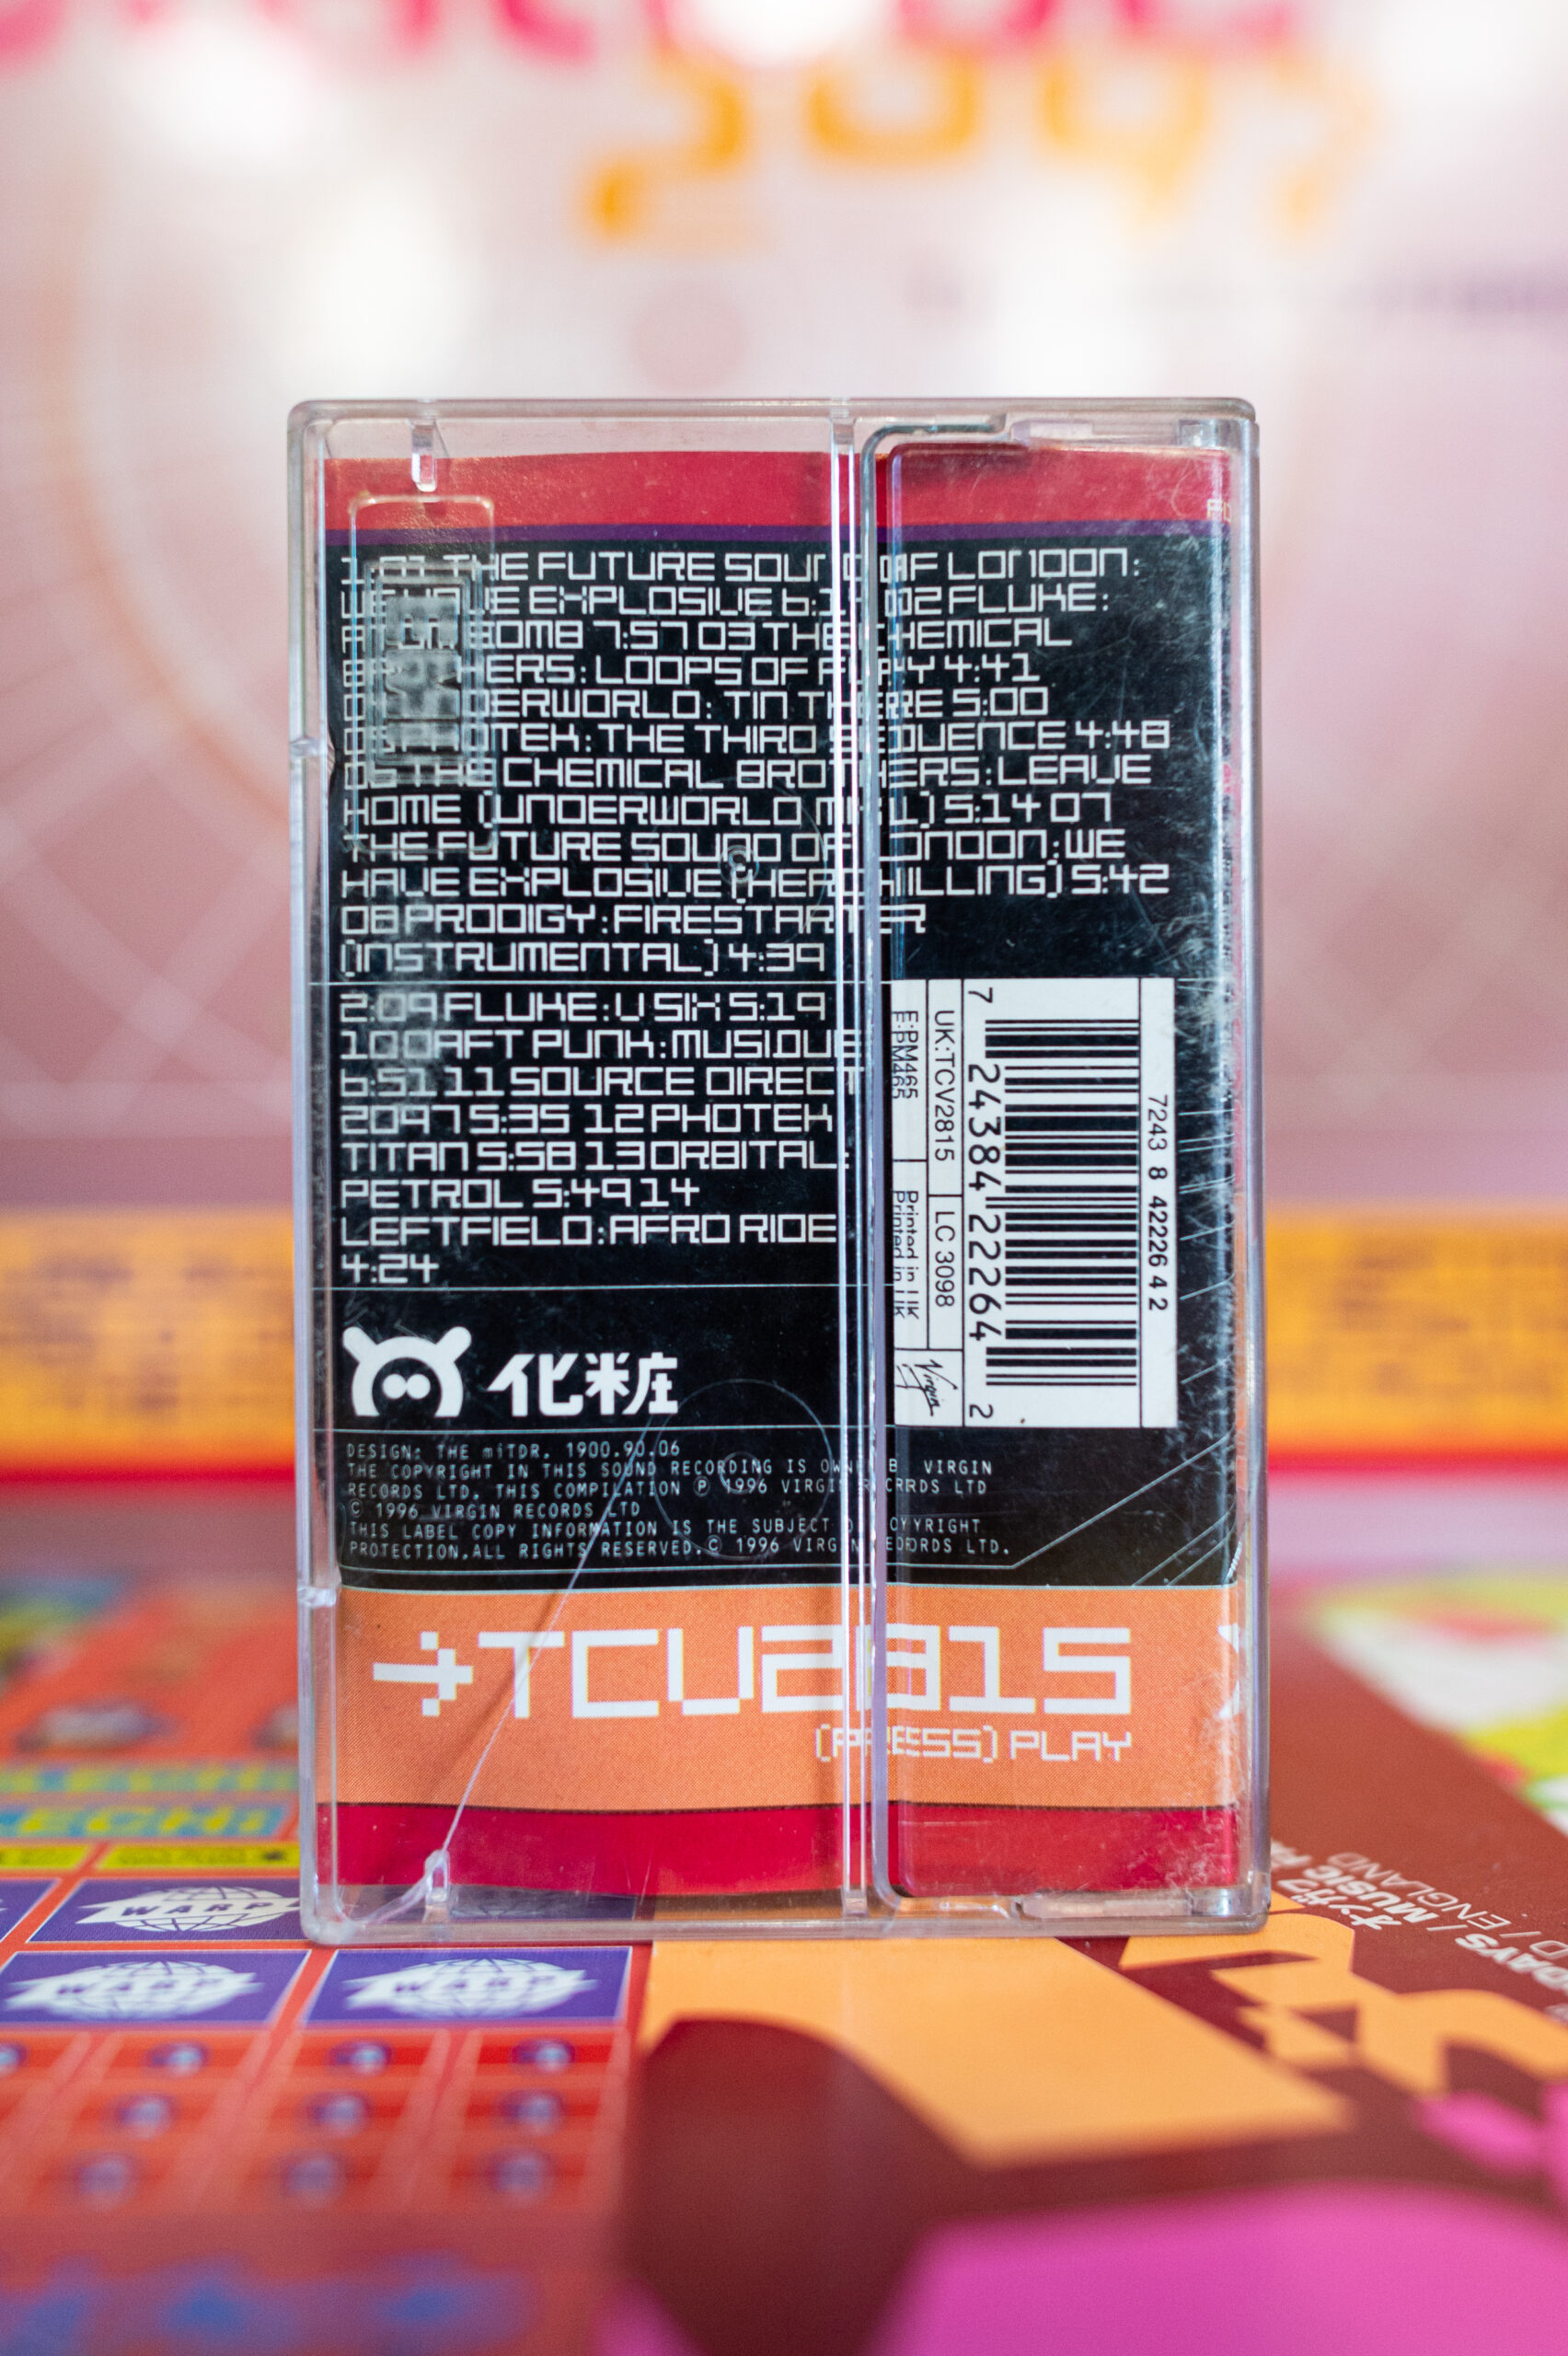 2097
1:01 THE FUTURE SOUND OF LONDON:
WE HAVE EXPLOSIVE 6:19 02 FLUKE:
ATOM BOMB 7:57 03 THE CHEMICAL
BROTHERS: LOOPS OF FURY 4:41
04 UNDERWORLD: TIN THERE 5:00
05 PHOTEK: THE THIRD SEQUENCE 4:48
06 THE CHEMICAL BROTHERS: LEAVE
HOME (UNDERWORLD MIX 1) 5:14 07
THE FUTURE SOUND OF LONDON: WE
HAVE EXPLOSIVE (HERD KILLING) 5:42
08 PRODIGY: FIRESTARTER
(INSTRUMENTAL) 4:39
2:09 FLUKE: V SIX 5:19
10 DAFT PUNK: MUSIQUE
6:51 11 SOURCE DIRECT
2097 5:35 12 PHOTEK
TITAN 5:58 13 ORBITAL:
PETROL 5:49 14
LEFTFIELD: AFRO RIDE
4:24
F:PM465
Printed in UK
UK:TCV2815
LC 3098
Virgin
7 24384 22264 2
7243 8 42226 4 2
化粧
DESIGN: THE miTDR. 1900.90.06
THE COPYRIGHT IN THIS SOUND RECORDING IS OWNED B VIRGIN
RECORDS LTD. THIS COMPILATION ℗ 1996 VIRGIN RECORDS LTD
© 1996 VIRGIN RECORDS LTD
THIS LABEL COPY INFORMATION IS THE SUBJECT OF COPYRIGHT
PROTECTION. ALL RIGHTS RESERVED. © 1996 VIRGIN RECORDS LTD.
→TCV2815
(PRESS) PLAY
WARP
WARP
WARP
MUSIC
/ ENGLAND